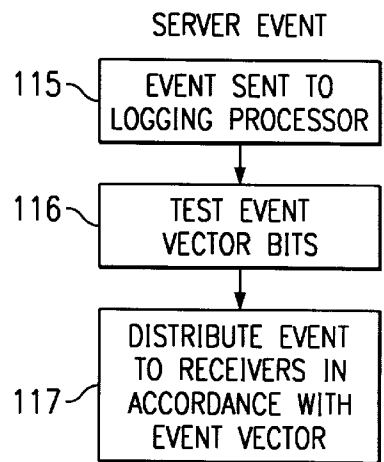 SERVER EVENT
115
EVENT SENT TO
LOGGING PROCESSOR
116
TEST EVENT
VECTOR BITS
117
DISTRIBUTE EVENT
TO RECEIVERS IN
ACCORDANCE WITH
EVENT VECTOR